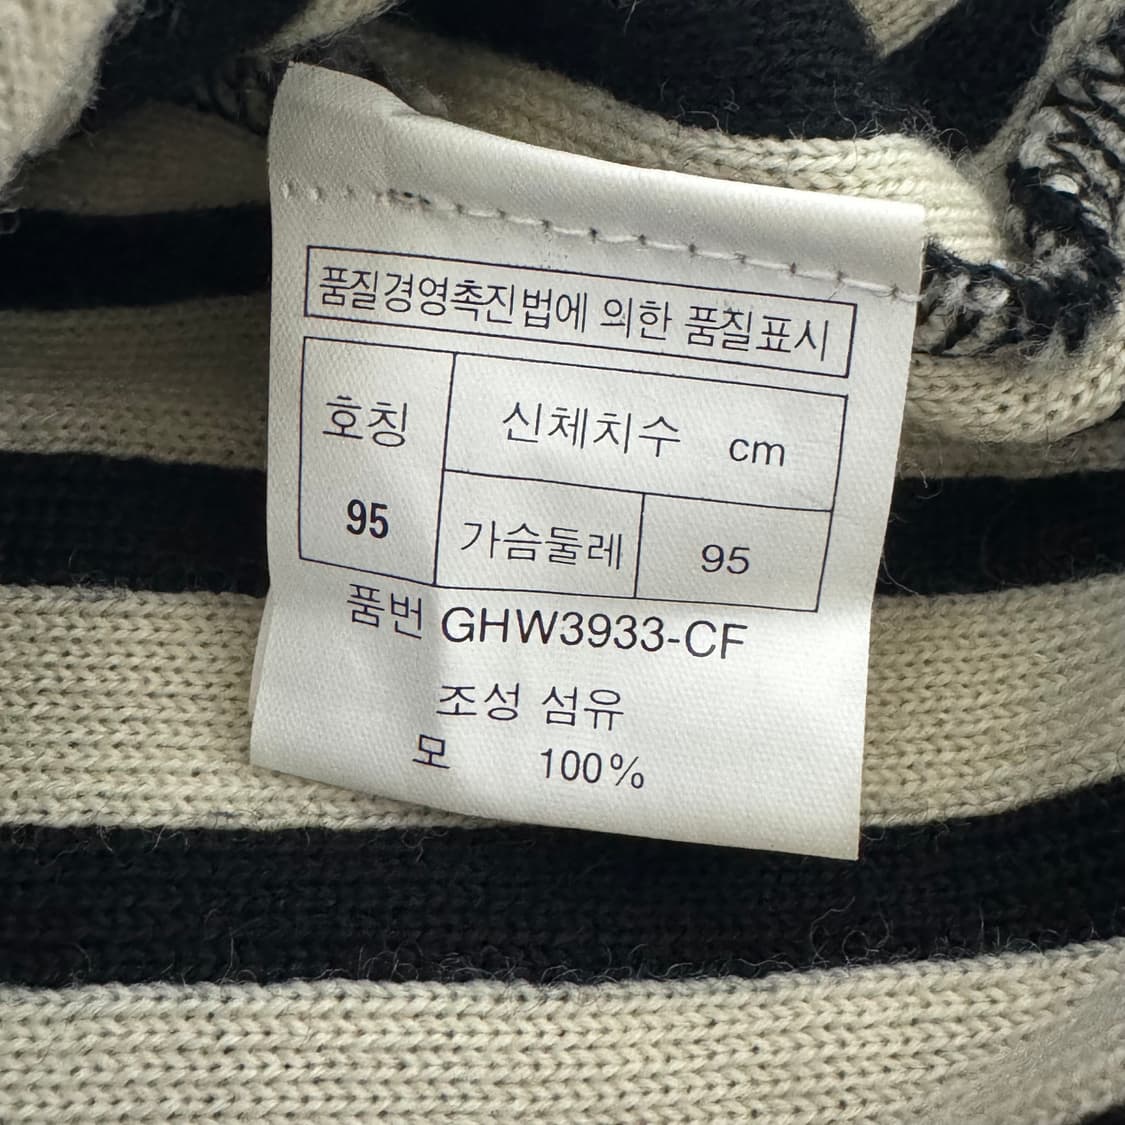 품질경영촉진법에 의한 품질표시
호칭
신체치수 cm
95
가슴둘레 95
품번 GHW3933-CF
조성 섬유
모 100%